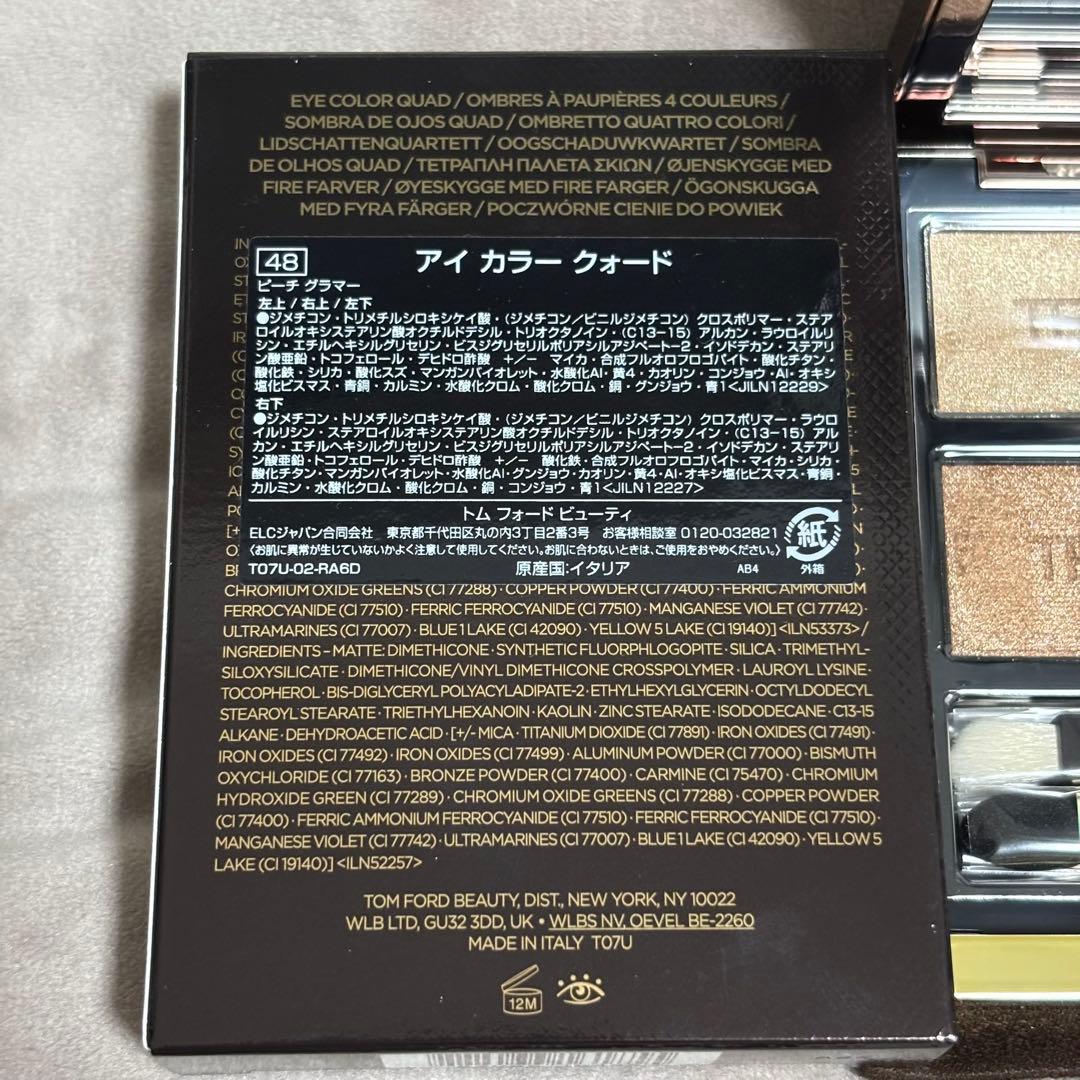 EYE COLOR QUAD / OMBRES À PAUPIÈRES 4 COULEURS /
SOMBRA DE OJOS QUAD / OMBRETTO QUATTRO COLORI /
LIDSCHATTENQUARTETT / OOGSCHADUWKWARTET / SOMBRA
DE OLHOS QUAD / ΤΕΤΡΑΠΛΗ ΠΑΛΕΤΑ ΣΚΙΩΝ / ØJENSKYGGE MED
FIRE FARVER / ØYESKYGGE MED FIRE FARGER / ÖGONSKUGGA
MED FYRA FÄRGER / POCZWÓRNE CIENIE DO POWIEK
48 アイ カラー クォード
ピーチ グラマー
左上 / 右上 / 左下
●ジメチコン・トリメチルシロキシケイ酸・（ジメチコン／ビニルジメチコン）クロスポリマー・ステア
ロイルオキシステアリン酸オクチルドデシル・トリオクタノイン・（C13-15）アルカン・ラウロイルリ
シン・エチルヘキシルグリセリン・ビスジグリセリルポリアシルアジペート-2・イソドデカン・ステアリ
ン酸亜鉛・トコフェロール・デヒドロ酢酸 +/- マイカ・合成フルオロフロゴパイト・酸化チタン・
酸化鉄・シリカ・酸化スズ・マンガンバイオレット・水酸化Al・黄4・カオリン・コンジョウ・Al・オキシ
塩化ビスマス・青銅・カルミン・水酸化クロム・酸化クロム・銅・グンジョウ・青1<JILN12229>
右下
●ジメチコン・トリメチルシロキシケイ酸・（ジメチコン／ビニルジメチコン）クロスポリマー・ラウロ
イルリシン・ステアロイルオキシステアリン酸オクチルドデシル・トリオクタノイン・（C13-15）アル
カン・エチルヘキシルグリセリン・ビスジグリセリルポリアシルアジペート-2・イソドデカン・ステアリ
ン酸亜鉛・トコフェロール・デヒドロ酢酸 +/- 酸化鉄・合成フルオロフロゴパイト・マイカ・シリカ・
酸化チタン・マンガンバイオレット・水酸化Al・グンジョウ・カオリン・黄4・Al・オキシ塩化ビスマス・青銅・
カルミン・水酸化クロム・酸化クロム・銅・コンジョウ・青1<JILN12227>
トム フォード ビューティ
ELCジャパン合同会社 東京都千代田区丸の内3丁目2番3号 お客様相談室 0120-032821
〈お肌に異常が生じていないかよく注意して使用してください。お肌に合わないときは、ご使用をおやめください。〉
T07U-02-RA6D 原産国:イタリア AB4
紙
外箱
CHROMIUM OXIDE GREENS (CI 77288) · COPPER POWDER (CI 77400) · FERRIC AMMONIUM
FERROCYANIDE (CI 77510) · FERRIC FERROCYANIDE (CI 77510) · MANGANESE VIOLET (CI 77742) ·
ULTRAMARINES (CI 77007) · BLUE 1 LAKE (CI 42090) · YELLOW 5 LAKE (CI 19140)] <ILN53373> /
INGREDIENTS – MATTE: DIMETHICONE · SYNTHETIC FLUORPHLOGOPITE · SILICA · TRIMETHYL-
SILOXYSILICATE · DIMETHICONE/VINYL DIMETHICONE CROSSPOLYMER · LAUROYL LYSINE ·
TOCOPHEROL · BIS-DIGLYCERYL POLYACYLADIPATE-2 · ETHYLHEXYLGLYCERIN · OCTYLDODECYL
STEAROYL STEARATE · TRIETHYLHEXANOIN · KAOLIN · ZINC STEARATE · ISODODECANE · C13-15
ALKANE · DEHYDROACETIC ACID · [+/- MICA · TITANIUM DIOXIDE (CI 77891) · IRON OXIDES (CI 77491) ·
IRON OXIDES (CI 77492) · IRON OXIDES (CI 77499) · ALUMINUM POWDER (CI 77000) · BISMUTH
OXYCHLORIDE (CI 77163) · BRONZE POWDER (CI 77400) · CARMINE (CI 75470) · CHROMIUM
HYDROXIDE GREEN (CI 77289) · CHROMIUM OXIDE GREENS (CI 77288) · COPPER POWDER
(CI 77400) · FERRIC AMMONIUM FERROCYANIDE (CI 77510) · FERRIC FERROCYANIDE (CI 77510) ·
MANGANESE VIOLET (CI 77742) · ULTRAMARINES (CI 77007) · BLUE 1 LAKE (CI 42090) · YELLOW 5
LAKE (CI 19140)] <ILN52257>
TOM FORD BEAUTY, DIST., NEW YORK, NY 10022
WLB LTD, GU32 3DD, UK • WLBS NV. OEVEL BE-2260
MADE IN ITALY T07U
12M